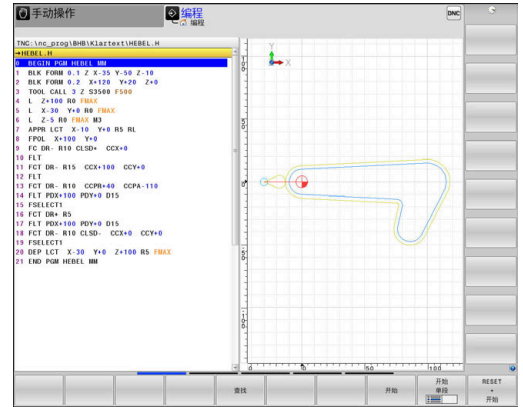 手动操作
编程
编程
DNC
TNC:\nc_prog\BHB\Klartext\HEBEL.H
→HEBEL.H
0 BEGIN PGM HEBEL MM
1 BLK FORM 0.1 Z X-35 Y-50 Z-10
2 BLK FORM 0.2 X+120 Y+20 Z+0
3 TOOL CALL 3 Z S3500 F500
4 L Z+100 R0 FMAX
5 L X-30 Y+0 R0 FMAX
6 L Z-5 R0 FMAX M3
7 APPR LCT X-10 Y+0 R5 RL
8 FPOL X+100 Y+0
9 FC DR- R10 CLSD+ CCX+0
10 FLT
11 FCT DR- R15 CCX+100 CCY+0
12 FLT
13 FCT DR- R10 CCPR+40 CCPA-110
14 FLT PDX+100 PDY+0 D15
15 FSELECT1
16 FCT DR+ R5
17 FLT PDX+100 PDY+0 D15
18 FCT DR- R10 CLSD- CCX+0 CCY+0
19 FSELECT1
20 DEP LCT X-30 Y+0 Z+100 R5 FMAX
21 END PGM HEBEL MM
Y
X
0
50
100
查找
开始
开始
单段
RESET
+
开始